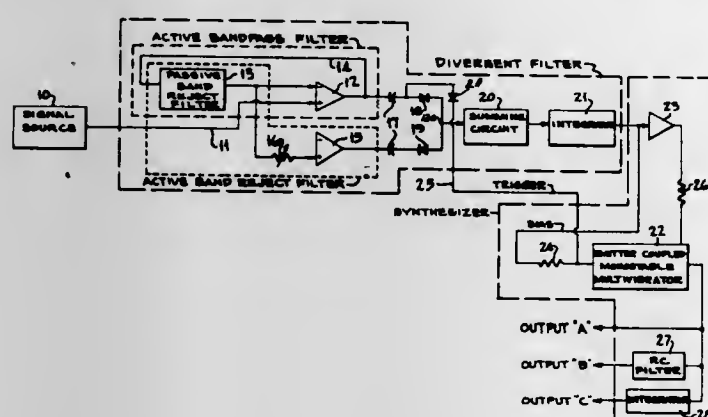 ACTIVE BANDPASS FILTER
14
13
PASSIVE
BAND
REJECT
FILTER
12
DIVERGENT FILTER
10
SIGNAL
SOURCE
11
17
18
20
SUMMING
CIRCUIT
21
INTEGRATOR
23
16
15
19
ACTIVE BAND REJECT FILTER
25
TRIGGER
SYNTHESIZER
26
BIAS
24
22
EMITTER COUPLED
MONOSTABLE
MULTIVIBRATOR
OUTPUT "A"
27
OUTPUT "B"
R.C.
FILTER
OUTPUT "C"
INTEGRATOR